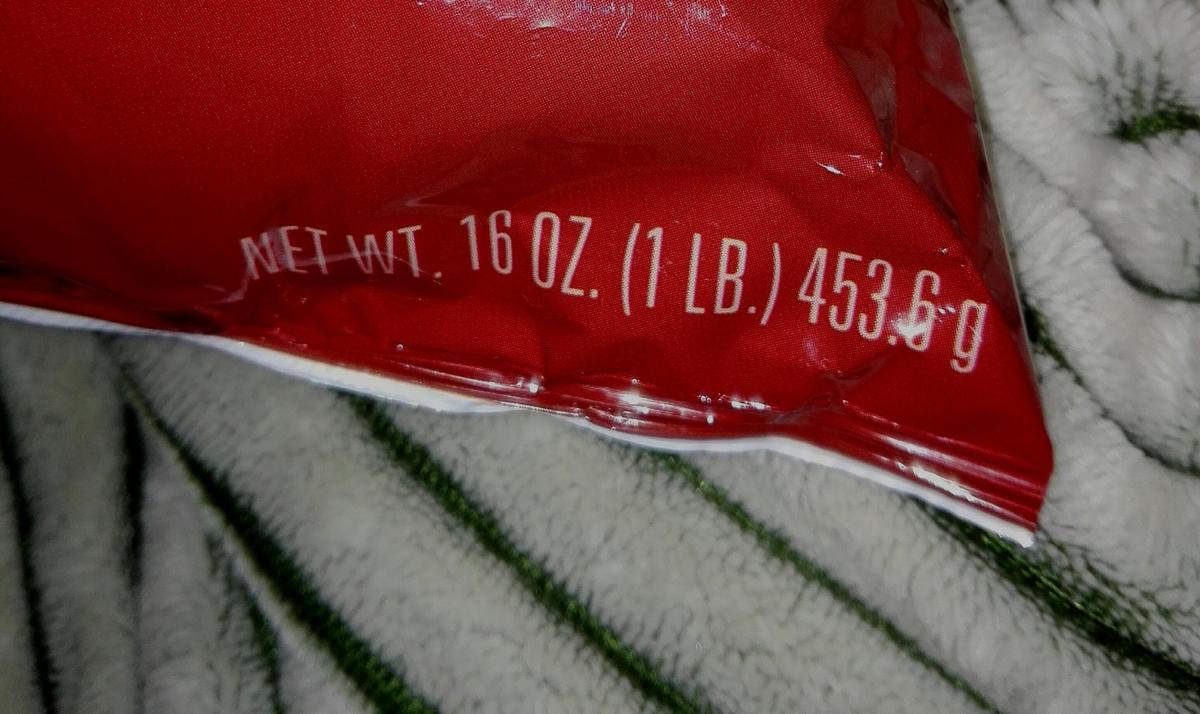 NET WT. 16 OZ. (1 LB.) 453.6 g